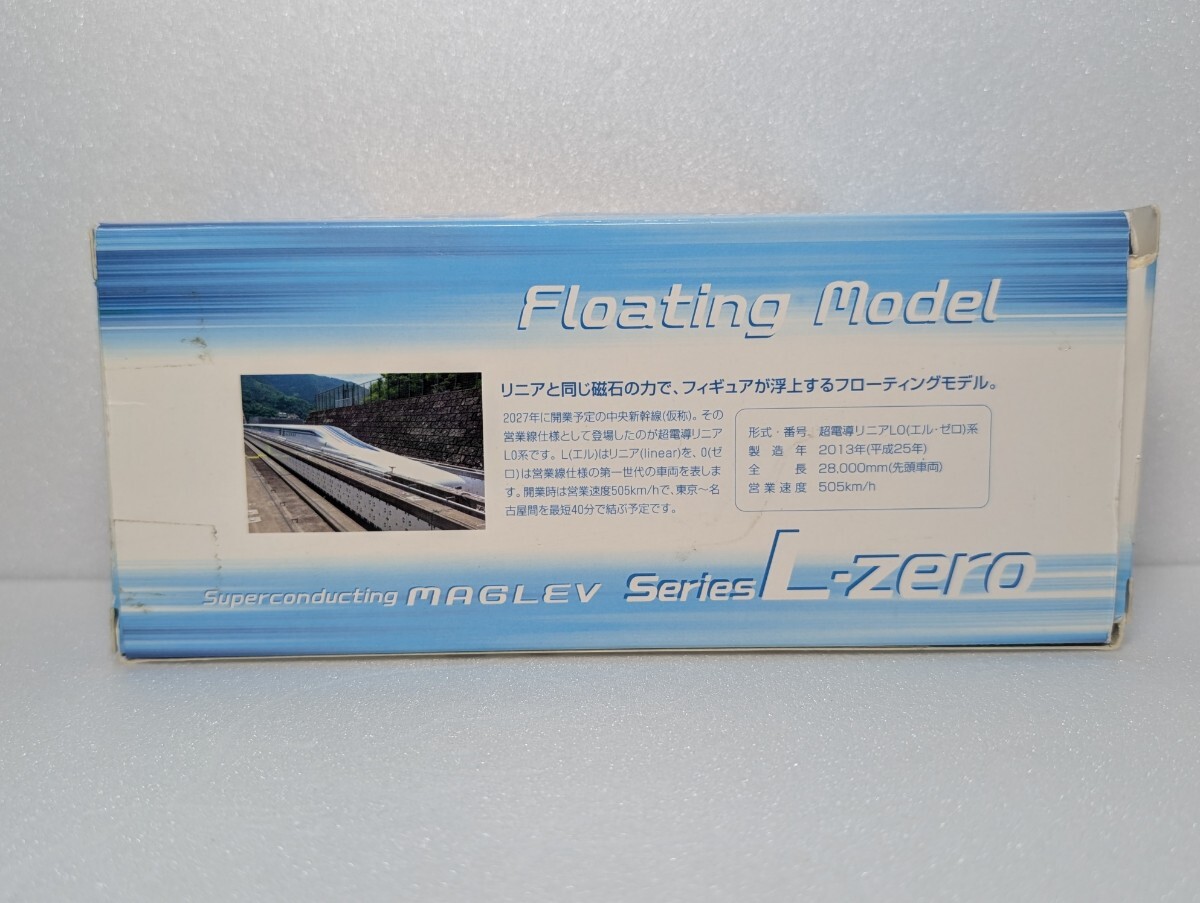 Floating Model
リニアと同じ磁石の力で、フィギュアが浮上するフローティングモデル。
2027年に開業予定の中央新幹線(仮称)。その
営業線仕様として登場したのが超電導リニア
L0系です。L(エル)はリニア(linear)を、0(ゼ
ロ)は営業線仕様の第一世代の車両を表しま
す。開業時は営業速度505km/hで、東京〜名
古屋間を最短40分で結ぶ予定です。
形式・番号 超電導リニアL0(エル・ゼロ)系
製造年 2013年(平成25年)
全長 28,000mm(先頭車両)
営業速度 505km/h
Superconducting MAGLEV Series L-zero